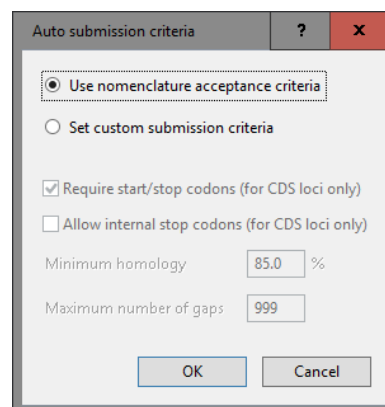 Auto submission criteria ? x
Use nomenclature acceptance criteria
Set custom submission criteria
Require start/stop codons (for CDS loci only)
Allow internal stop codons (for CDS loci only)
Minimum homology 85.0 %
Maximum number of gaps 999
OK Cancel